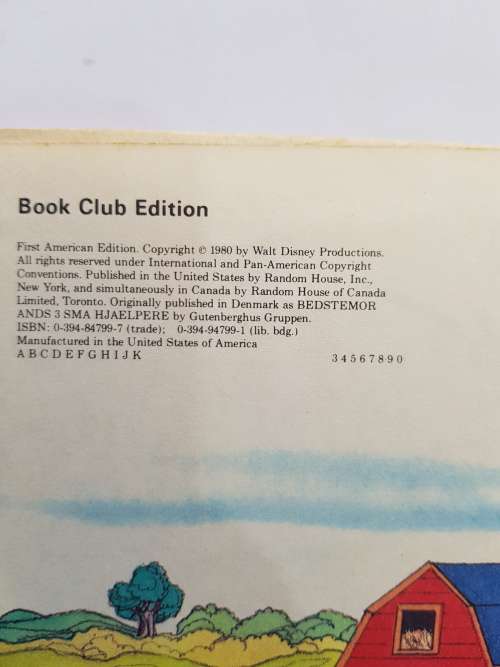 Book Club Edition
First American Edition. Copyright © 1980 by Walt Disney Productions.
All rights reserved under International and Pan-American Copyright
Conventions. Published in the United States by Random House, Inc.,
New York, and simultaneously in Canada by Random House of Canada
Limited, Toronto. Originally published in Denmark as BEDSTEMOR
ANDS 3 SMA HJAELPERE by Gutenberghus Gruppen.
ISBN: 0-394-84799-7 (trade); 0-394-94799-1 (lib. bdg.)
Manufactured in the United States of America
A B C D E F G H I J K 3 4 5 6 7 8 9 0